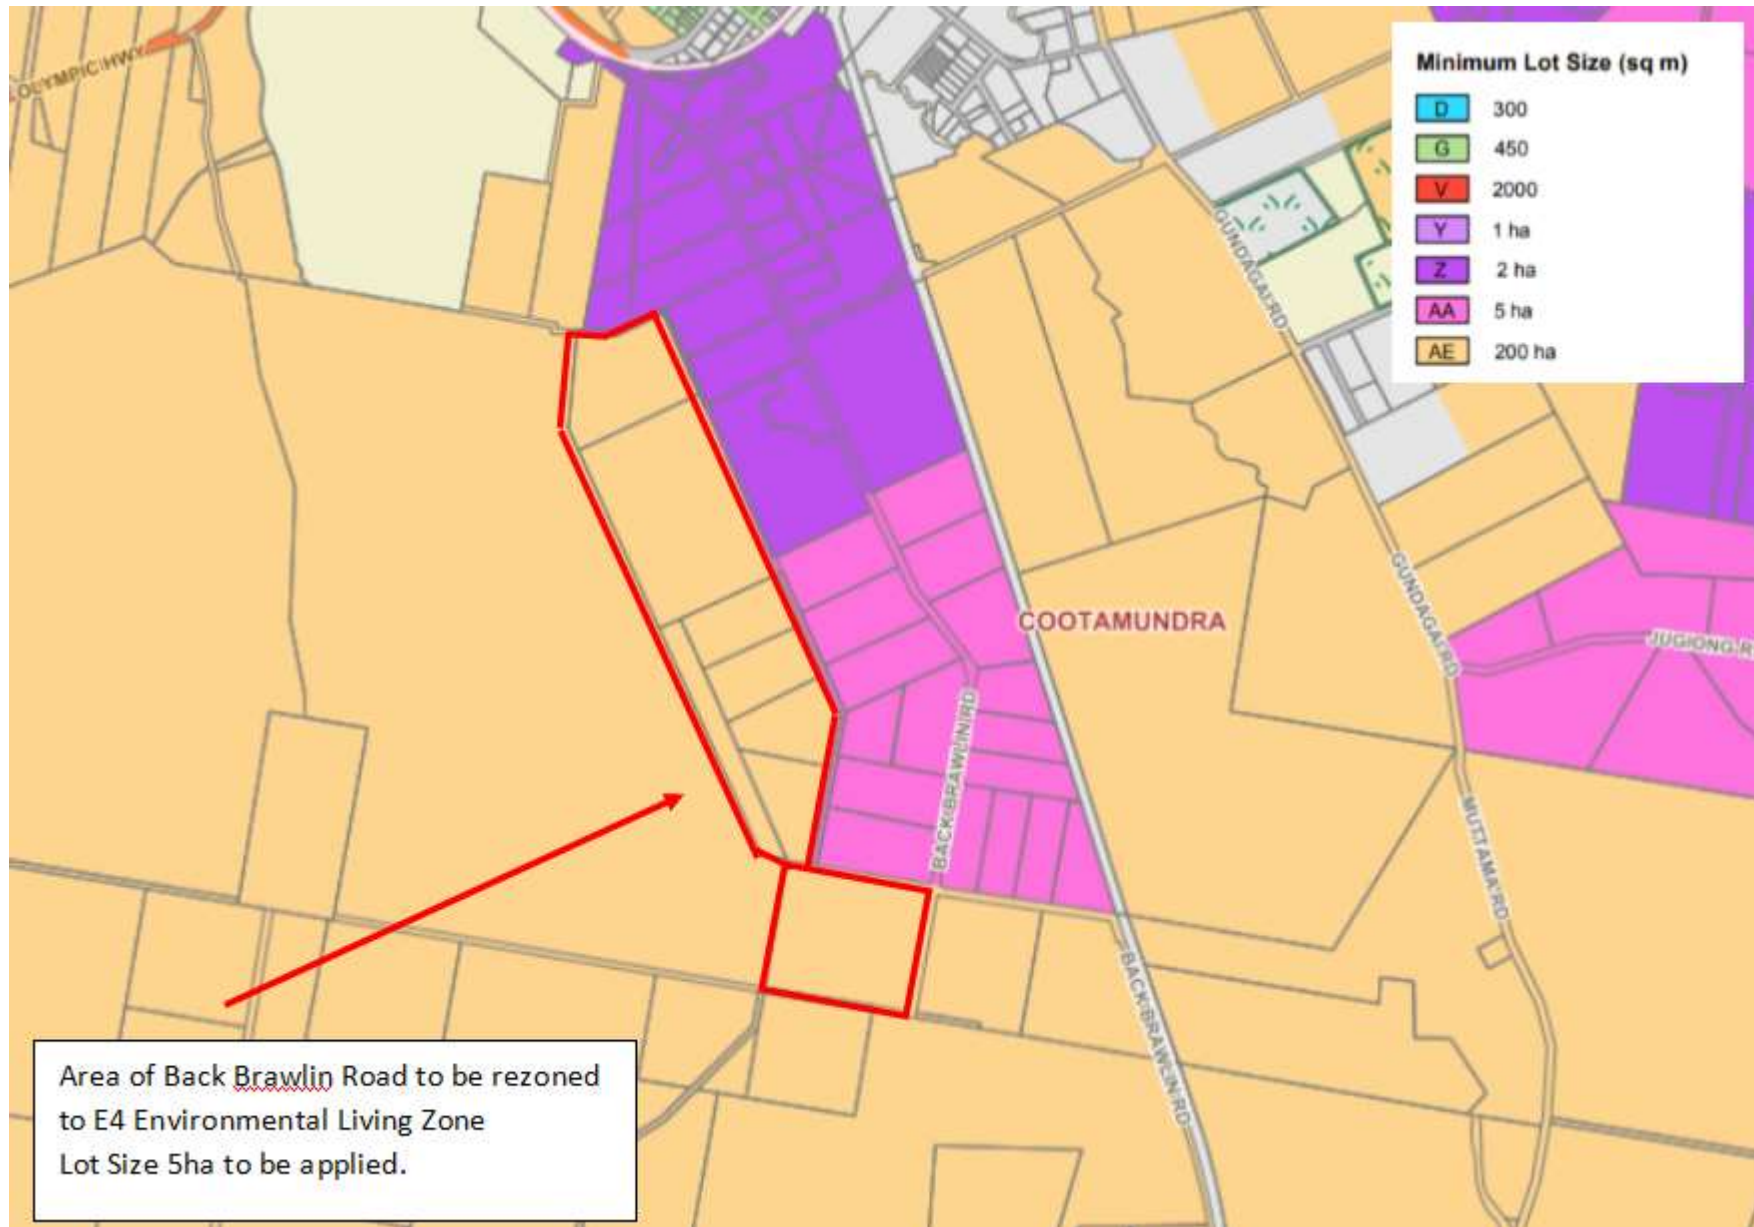 OLYMPIC HWY
Minimum Lot Size (sq m)
D 300
G 450
V 2000
Y 1 ha
Z 2 ha
AA 5 ha
AE 200 ha
GUNDAGAI RD
GUNDAGAI RD
COOTAMUNDRA
JUGIONG R
BACK BRAWLIN RD
MUTTAMA RD
BACK BRAWLIN RD
Area of Back Brawlin Road to be rezoned
to E4 Environmental Living Zone
Lot Size 5ha to be applied.